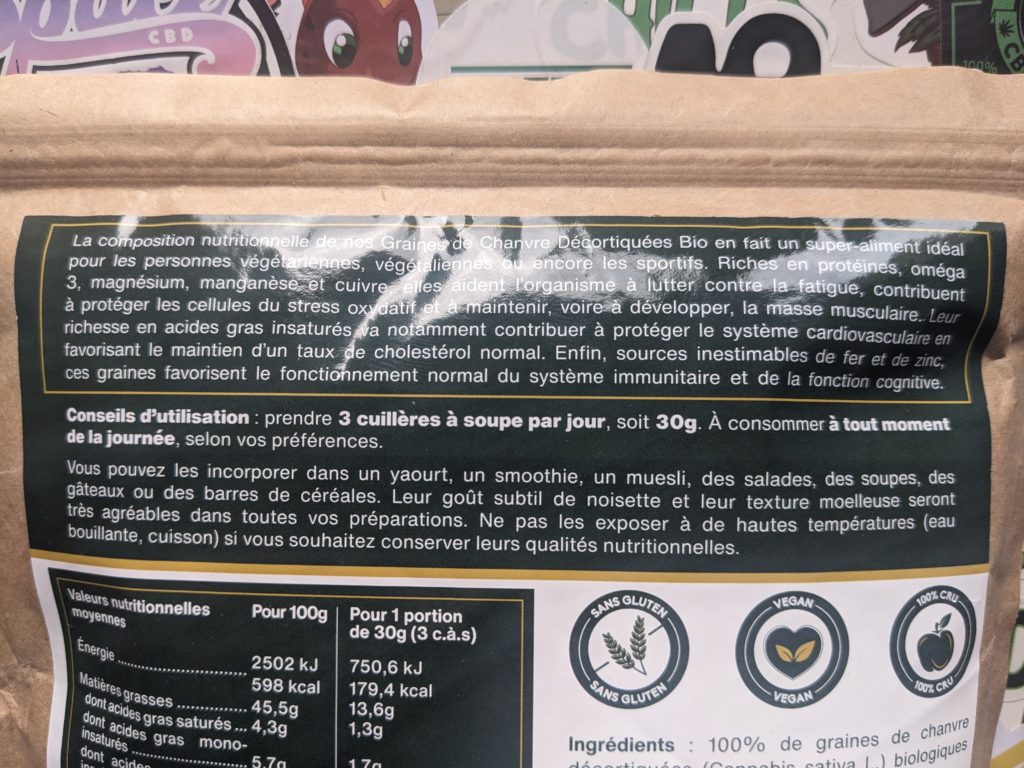 CBD
100%
La composition nutritionnelle de nos Graines de Chanvre Décortiquées Bio en fait un super-aliment idéal
pour les personnes végétariennes, végétaliennes ou encore les sportifs. Riches en protéines, oméga
3, magnésium, manganèse et cuivre, elles aident l'organisme à lutter contre la fatigue, contribuent
à protéger les cellules du stress oxydatif et à maintenir, voire à développer, la masse musculaire. Leur
richesse en acides gras insaturés va notamment contribuer à protéger le système cardiovasculaire en
favorisant le maintien d'un taux de cholestérol normal. Enfin, sources inestimables de fer et de zinc,
ces graines favorisent le fonctionnement normal du système immunitaire et de la fonction cognitive.
Conseils d'utilisation : prendre 3 cuillères à soupe par jour, soit 30g. À consommer à tout moment
de la journée, selon vos préférences.
Vous pouvez les incorporer dans un yaourt, un smoothie, un muesli, des salades, des soupes, des
gâteaux ou des barres de céréales. Leur goût subtil de noisette et leur texture moelleuse seront
très agréables dans toutes vos préparations. Ne pas les exposer à de hautes températures (eau
bouillante, cuisson) si vous souhaitez conserver leurs qualités nutritionnelles.
Valeurs nutritionnelles moyennes Pour 100g Pour 1 portion de 30g (3 c.à.s)
Énergie 2502 kJ 750,6 kJ
598 kcal 179,4 kcal
Matières grasses 45,5g 13,6g
dont acides gras saturés... 4,3g 1,3g
dont acides gras mono-
insaturés 5,7g 1,7g
dont acides
SANS GLUTEN
SANS GLUTEN
VEGAN
VEGAN
100% CRU
100% CRU
Ingrédients : 100% de graines de chanvre
décortiquées (Cannabis sativa L.) biologiques